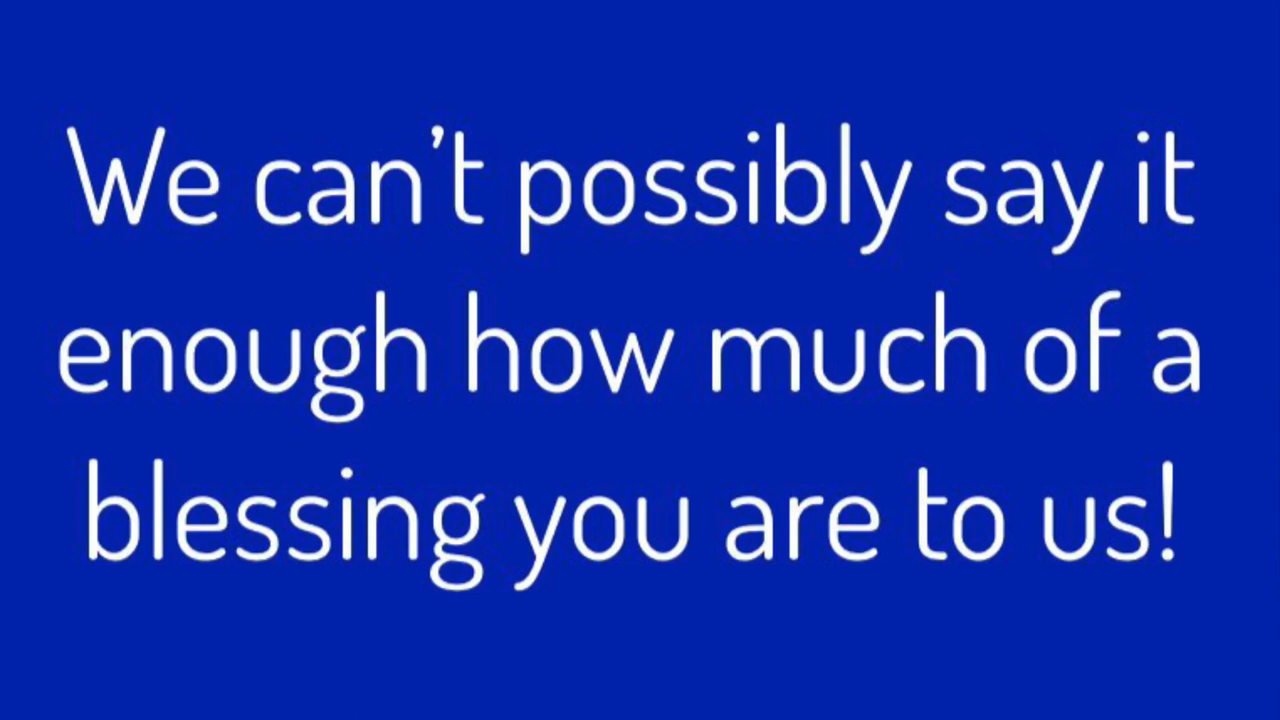 We can’t possibly say it
enough how much of a
blessing you are to us!